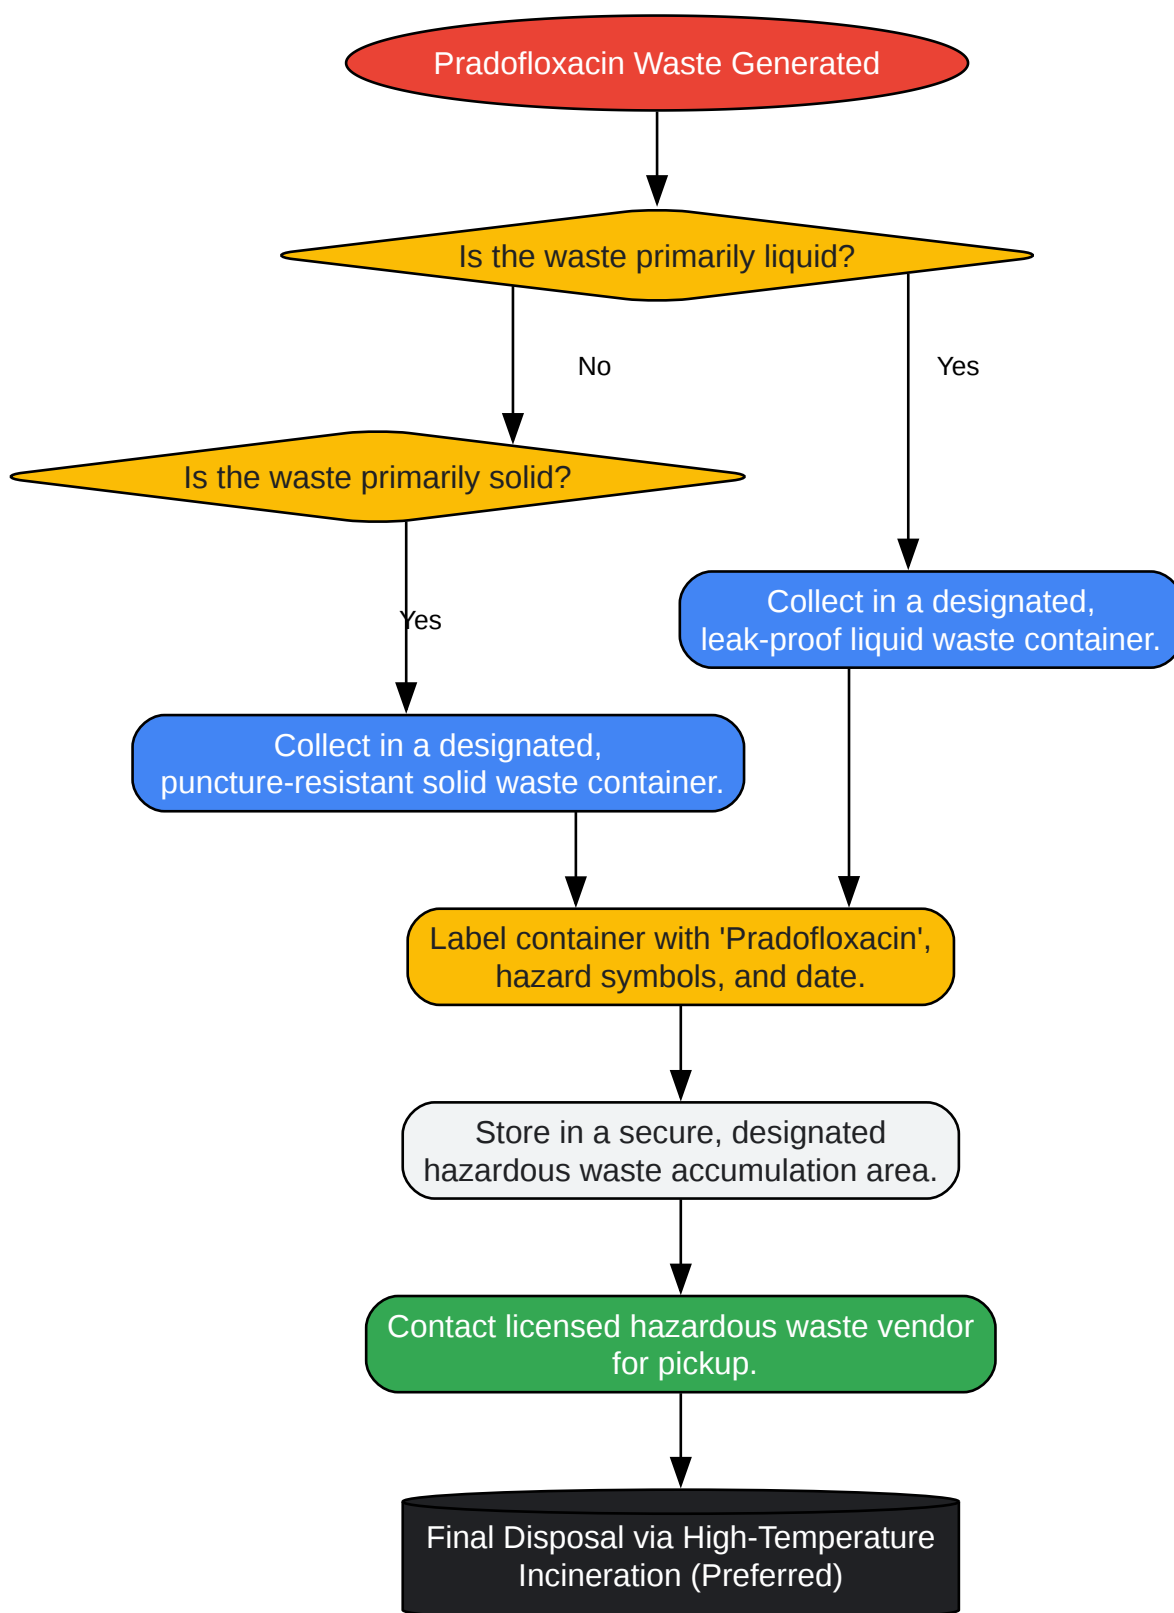 Pradofloxacin Waste Generated
Is the waste primarily liquid?
No
Yes
Is the waste primarily solid?
Yes
Collect in a designated,
leak-proof liquid waste container.
Collect in a designated,
puncture-resistant solid waste container.
Label container with 'Pradofloxacin',
hazard symbols, and date.
Store in a secure, designated
hazardous waste accumulation area.
Contact licensed hazardous waste vendor
for pickup.
Final Disposal via High-Temperature
Incineration (Preferred)